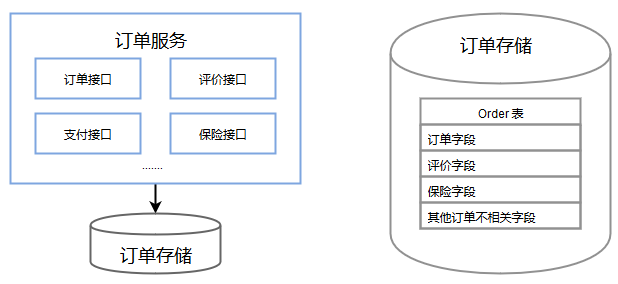 订单服务
订单接口
评价接口
支付接口
保险接口
.......
订单存储
订单存储
Order 表
订单字段
评价字段
保险字段
其他订单不相关字段